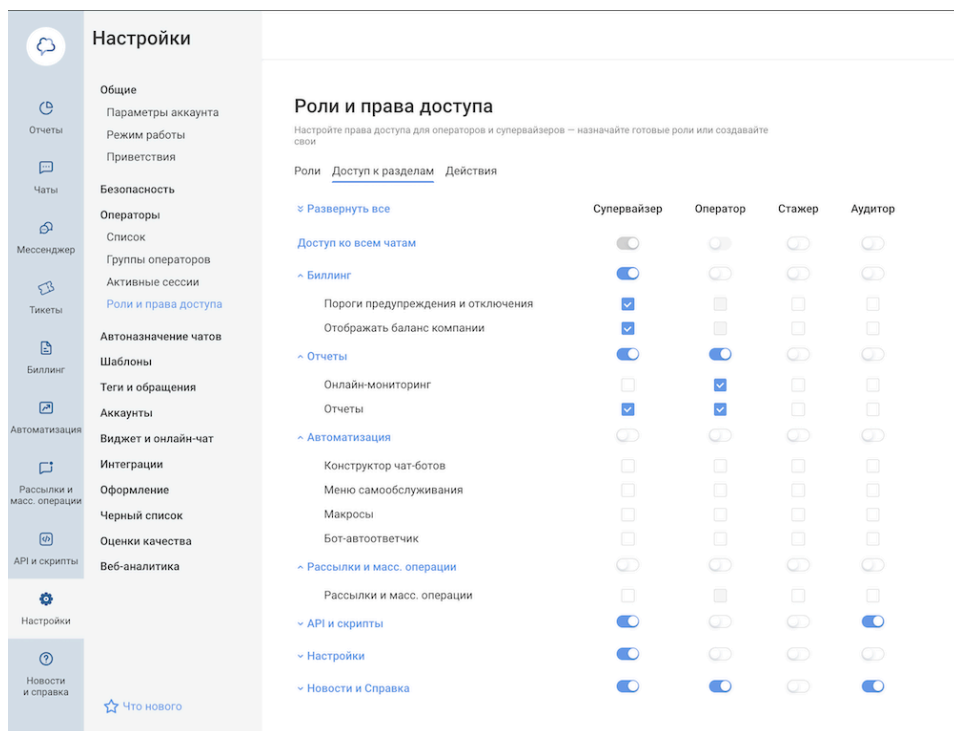 Настройки
Отчеты
Чаты
Мессенджер
Тикеты
Биллинг
Автоматизация
Рассылки и
масс. операции
API и скрипты
Настройки
Новости
и справка
Общие
Параметры аккаунта
Режим работы
Приветствия
Безопасность
Операторы
Список
Группы операторов
Активные сессии
Роли и права доступа
Автоназначение чатов
Шаблоны
Теги и обращения
Аккаунты
Виджет и онлайн-чат
Интеграции
Оформление
Черный список
Оценки качества
Веб-аналитика
Что нового
Роли и права доступа
Настройте права доступа для операторов и супервайзеров — назначайте готовые роли или создавайте
свои
Роли Доступ к разделам Действия
Развернуть все Супервайзер Оператор Стажер Аудитор
Доступ ко всем чатам
Биллинг
Пороги предупреждения и отключения
Отображать баланс компании
Отчеты
Онлайн-мониторинг
Отчеты
Автоматизация
Конструктор чат-ботов
Меню самообслуживания
Макросы
Бот-автоответчик
Рассылки и масс. операции
Рассылки и масс. операции
API и скрипты
Настройки
Новости и Справка